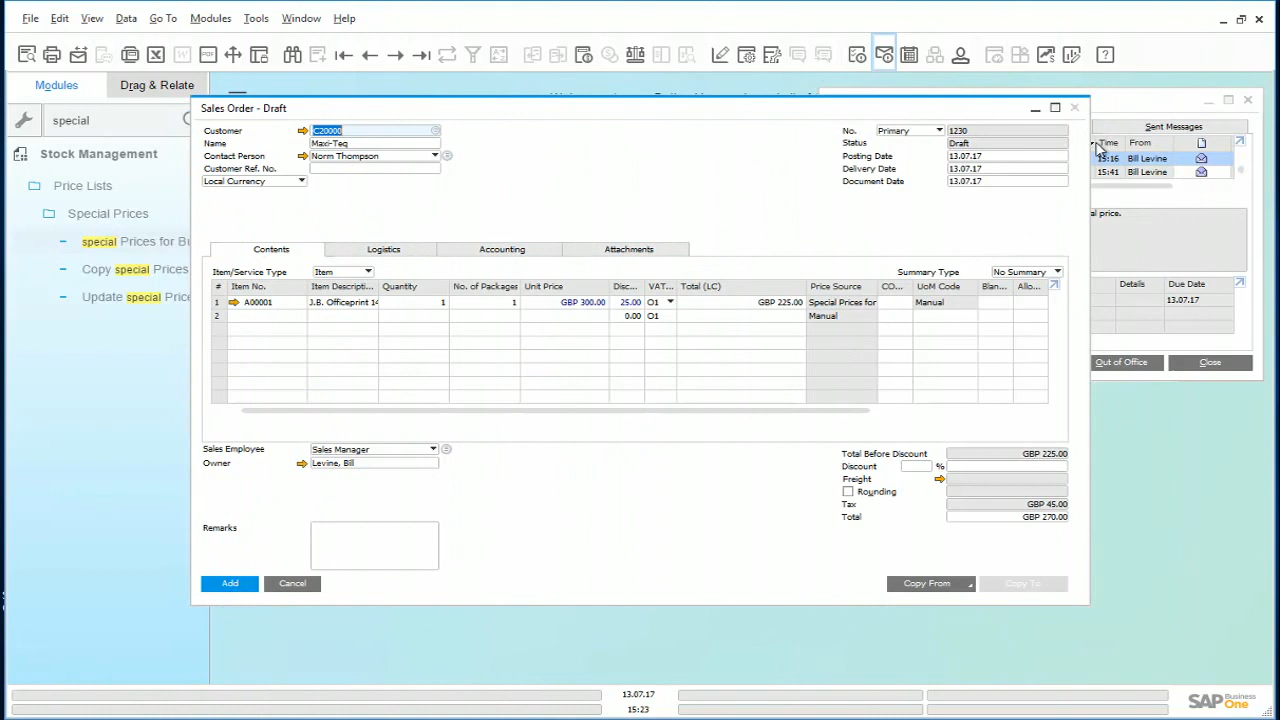 File Edit View Data Go To Modules Tools Window Help
Modules Drag & Relate
special
Stock Management
Price Lists
Special Prices
special Prices for Bu
Copy special Prices
Update special Price
Sales Order - Draft
Customer C20000
Name Maxi-Teq
Contact Person Norm Thompson
Customer Ref. No.
Local Currency
No. Primary 1230
Status Draft
Posting Date 13.07.17
Delivery Date 13.07.17
Document Date 13.07.17
Contents Logistics Accounting Attachments
Item/Service Type Item Summary Type No Summary
# Item No. Item Descripti... Quantity No. of Packages Unit Price Disc... VAT... Total (LC) Price Source CO... UoM Code Blan... Allo...
1 A00001 J.B. Officeprint 14 1 1 GBP 300.00 25.00 O1 GBP 225.00 Special Prices for Manual
2 0.00 O1 Manual
Sales Employee Sales Manager
Owner Levine, Bill
Total Before Discount GBP 225.00
Discount %
Freight
Rounding
Tax GBP 45.00
Total GBP 270.00
Remarks
Add Cancel Copy From Copy To
Sent Messages
Time From
15:16 Bill Levine
15:41 Bill Levine
al price.
Details Due Date
13.07.17
Out of Office Close
13.07.17
15:23
SAP Business One